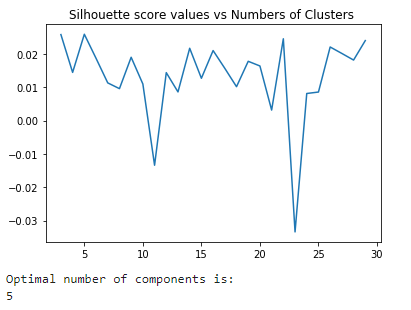 Silhouette score values vs Numbers of Clusters
0.02
0.01
0.00
−0.01
−0.02
−0.03
5 10 15 20 25 30
Optimal number of components is:
5